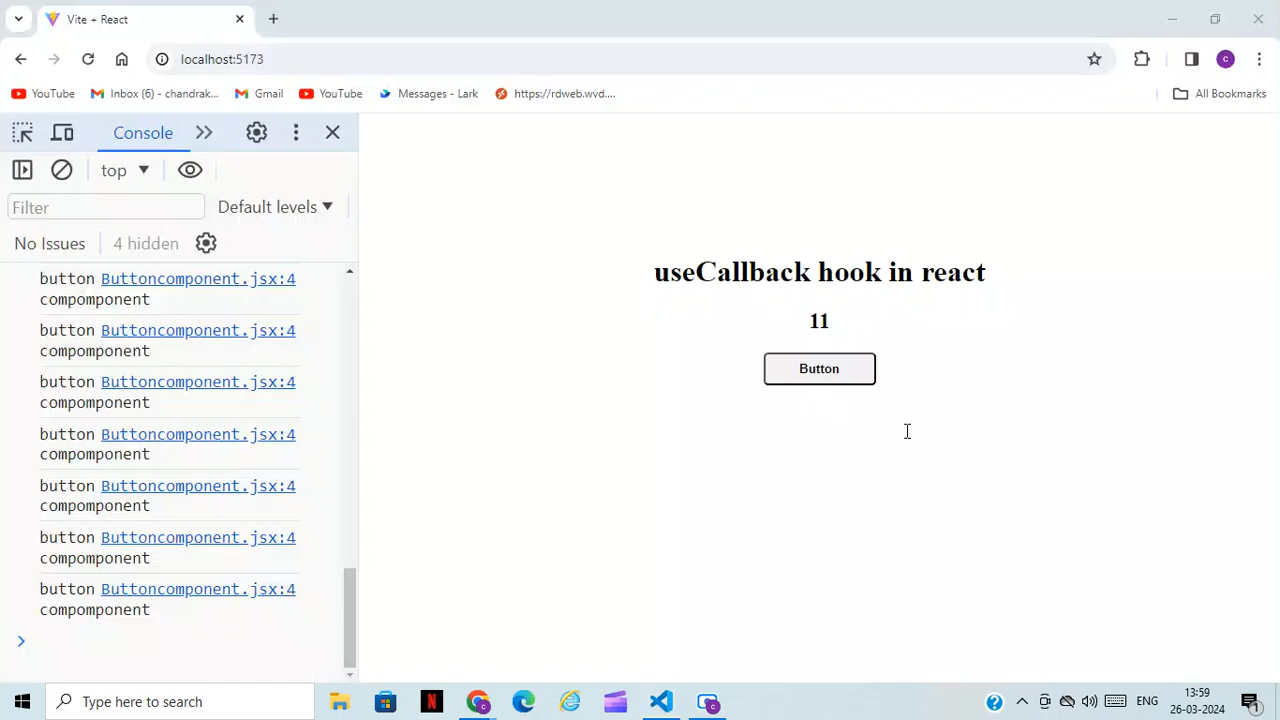 Vite + React
localhost:5173
YouTube
Inbox (6) - chandrak...
Gmail
YouTube
Messages - Lark
https://rdweb.wvd....
All Bookmarks
Console
top
Filter
Default levels
No Issues
4 hidden
button Buttoncomponent.jsx:4
compomponent
button Buttoncomponent.jsx:4
compomponent
button Buttoncomponent.jsx:4
compomponent
button Buttoncomponent.jsx:4
compomponent
button Buttoncomponent.jsx:4
compomponent
button Buttoncomponent.jsx:4
compomponent
button Buttoncomponent.jsx:4
compomponent
useCallback hook in react
11
Button
Type here to search
ENG
13:59
26-03-2024